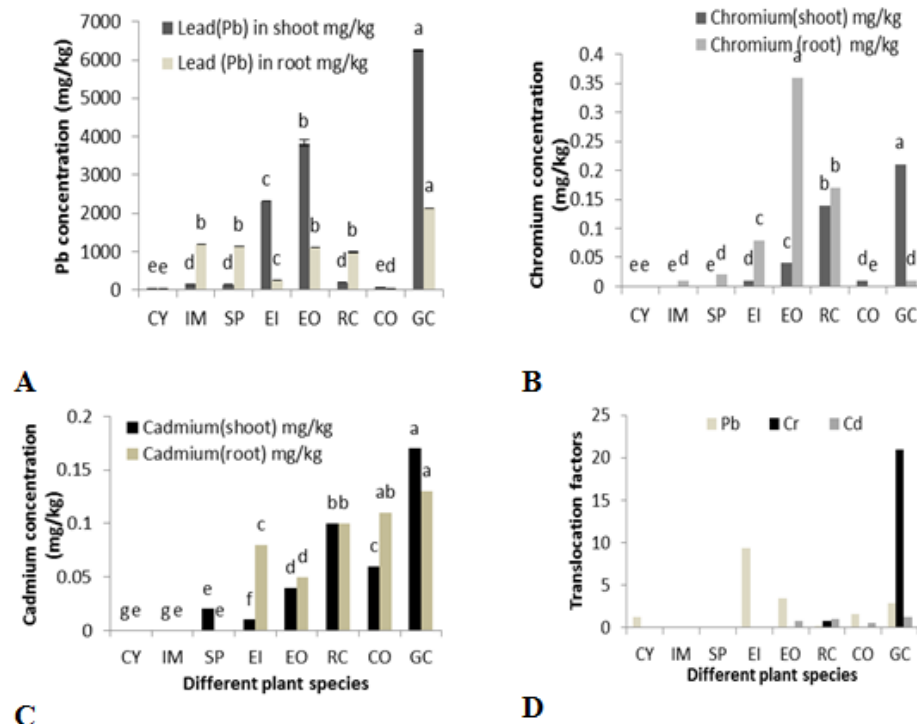 Lead(Pb) in shoot mg/kg
Lead (Pb) in root mg/kg
Pb concentration (mg/kg)
7000
6000
5000
4000
3000
2000
1000
0
e e d b d b c c b b d b e d a a
CY IM SP EI EO RC CO GC
A
Chromium(shoot) mg/kg
Chromium (root) mg/kg
Chromium concentration
(mg/kg)
0.4
0.35
0.3
0.25
0.2
0.15
0.1
0.05
0
e e e d e d d c c a b b d e a d
CY IM SP EI EO RC CO GC
B
Cadmium(shoot) mg/kg
Cadmium(root) mg/kg
Cadmium concentration
(mg/kg)
0.2
0.15
0.1
0.05
0
g e g e e e f c d d b b c ab a a
CY IM SP EI EO RC CO GC
Different plant species
C
Pb Cr Cd
Translocation factors
25
20
15
10
5
0
CY IM SP EI EO RC CO GC
Different plant species
D